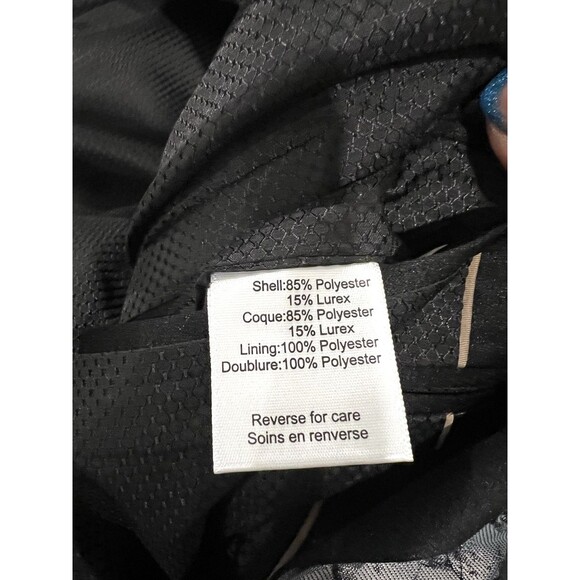 Shell:85% Polyester
15% Lurex
Coque:85% Polyester
15% Lurex
Lining:100% Polyester
Doublure:100% Polyester
Reverse for care
Soins en renverse